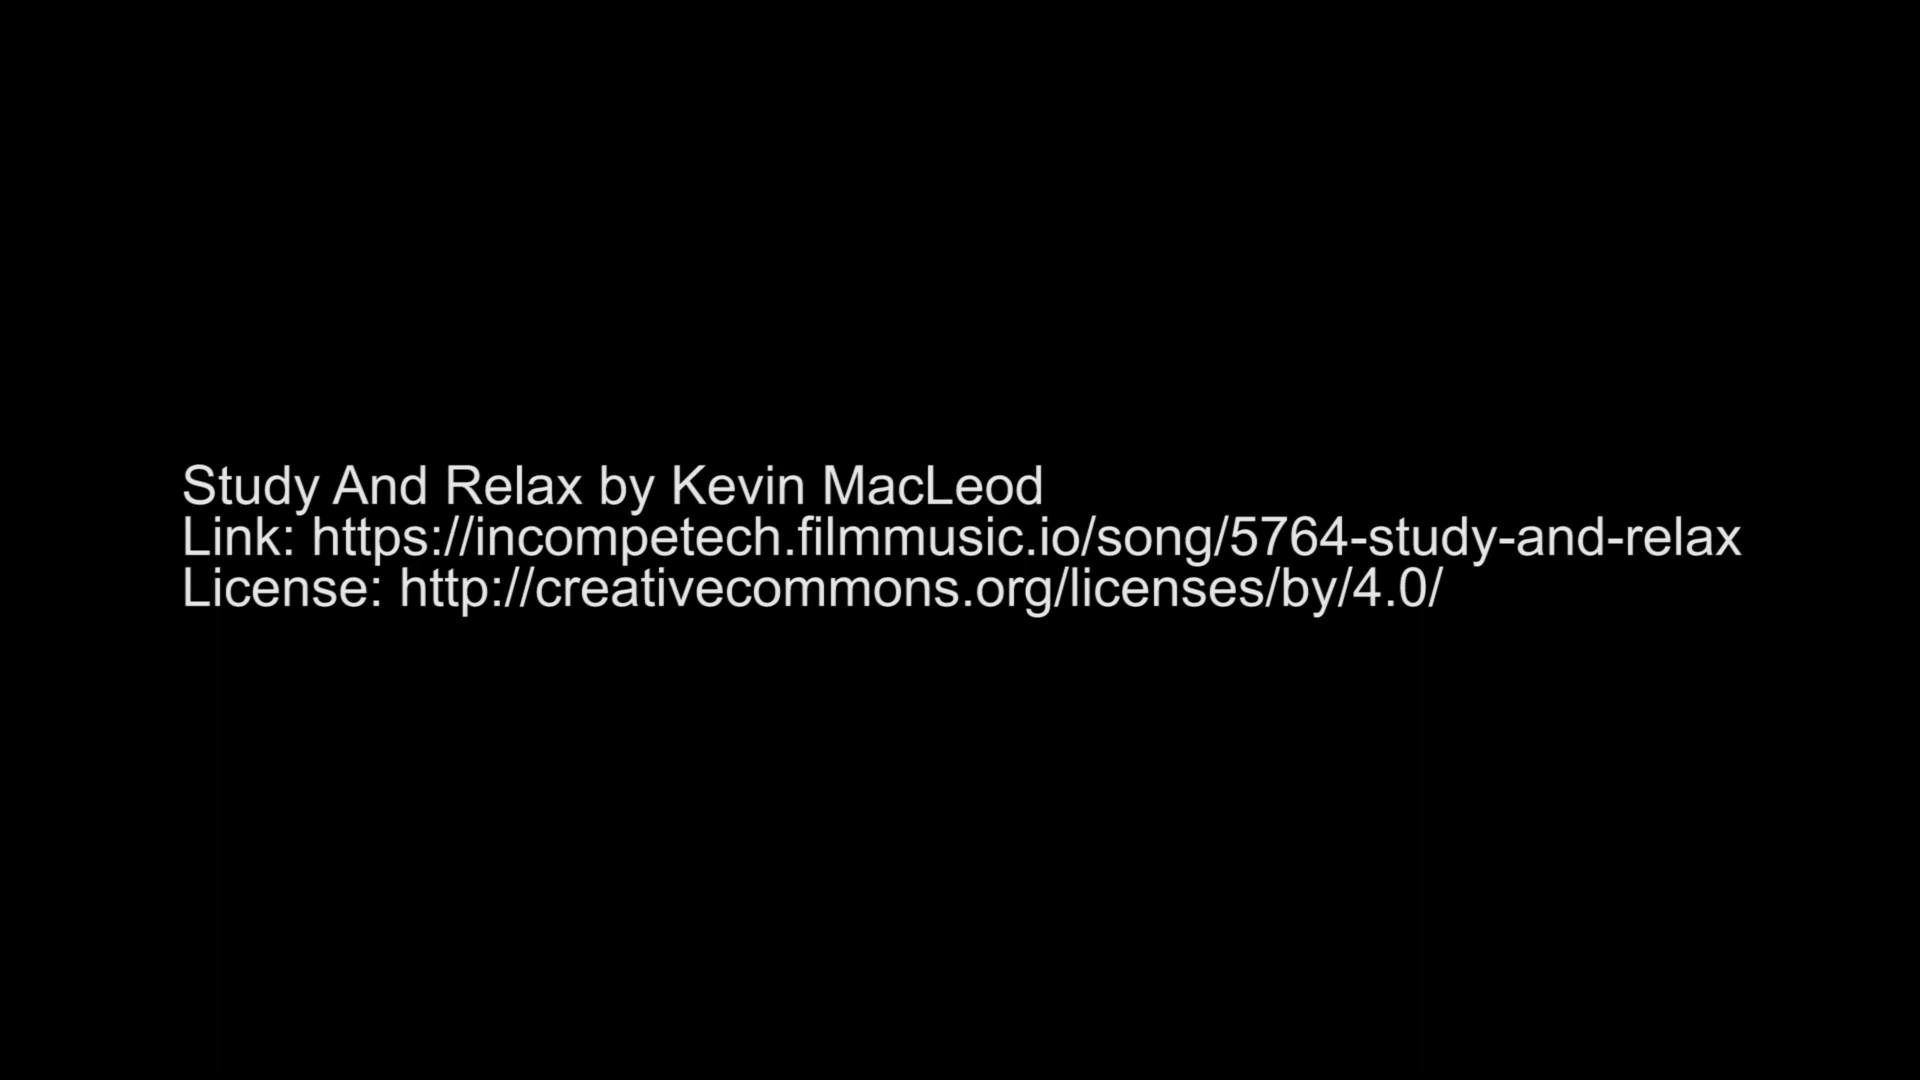 Study And Relax by Kevin MacLeod
Link: https://incompetech.filmmusic.io/song/5764-study-and-relax
License: http://creativecommons.org/licenses/by/4.0/